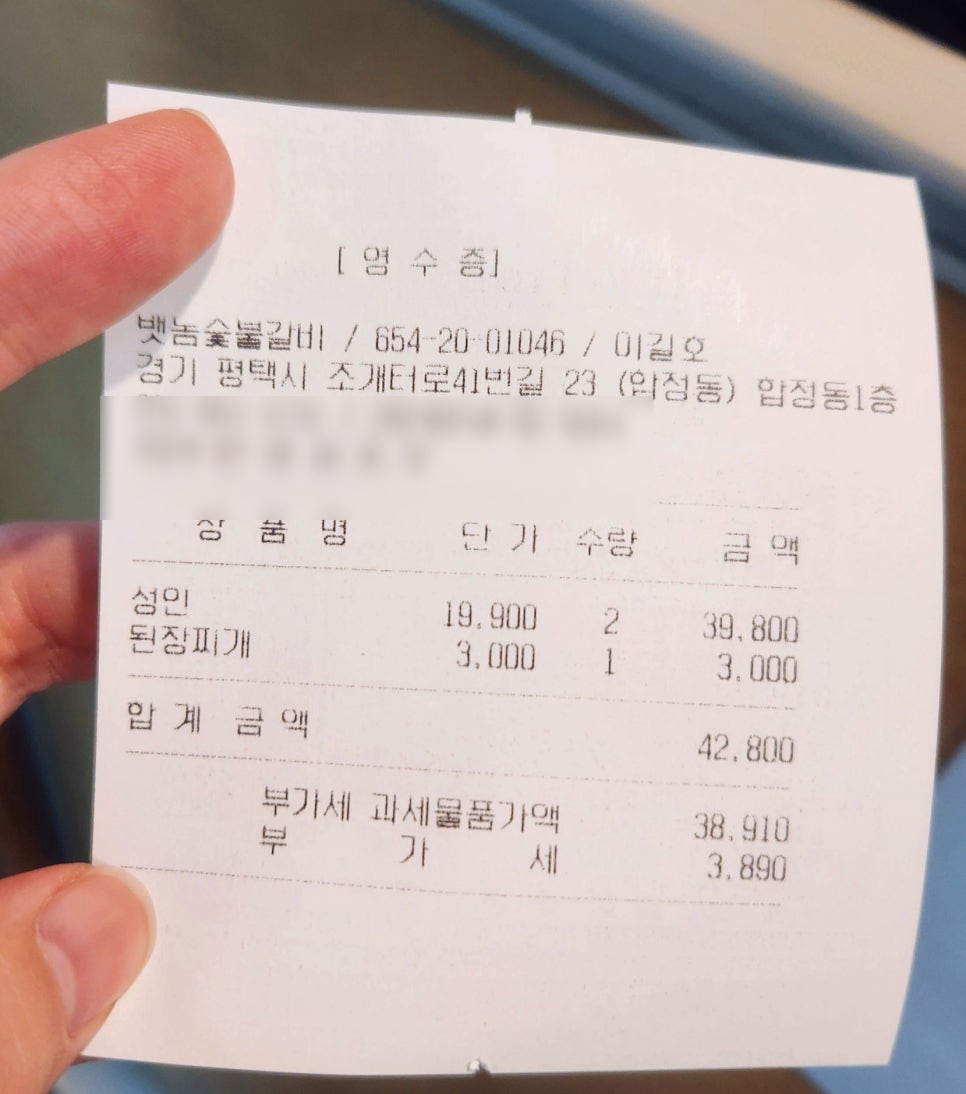 [ 영 수 증]
뱃놈숯불갈비 / 654-20-01046 / 이길호
경기 평택시 조개터로41번길 23 (합정동) 합정동1층
상 품 명 단 가 수량 금 액
성인 19,900 2 39,800
된장찌개 3,000 1 3,000
합 계 금 액 42,800
부가세 과세물품가액 38,910
부 가 세 3,890